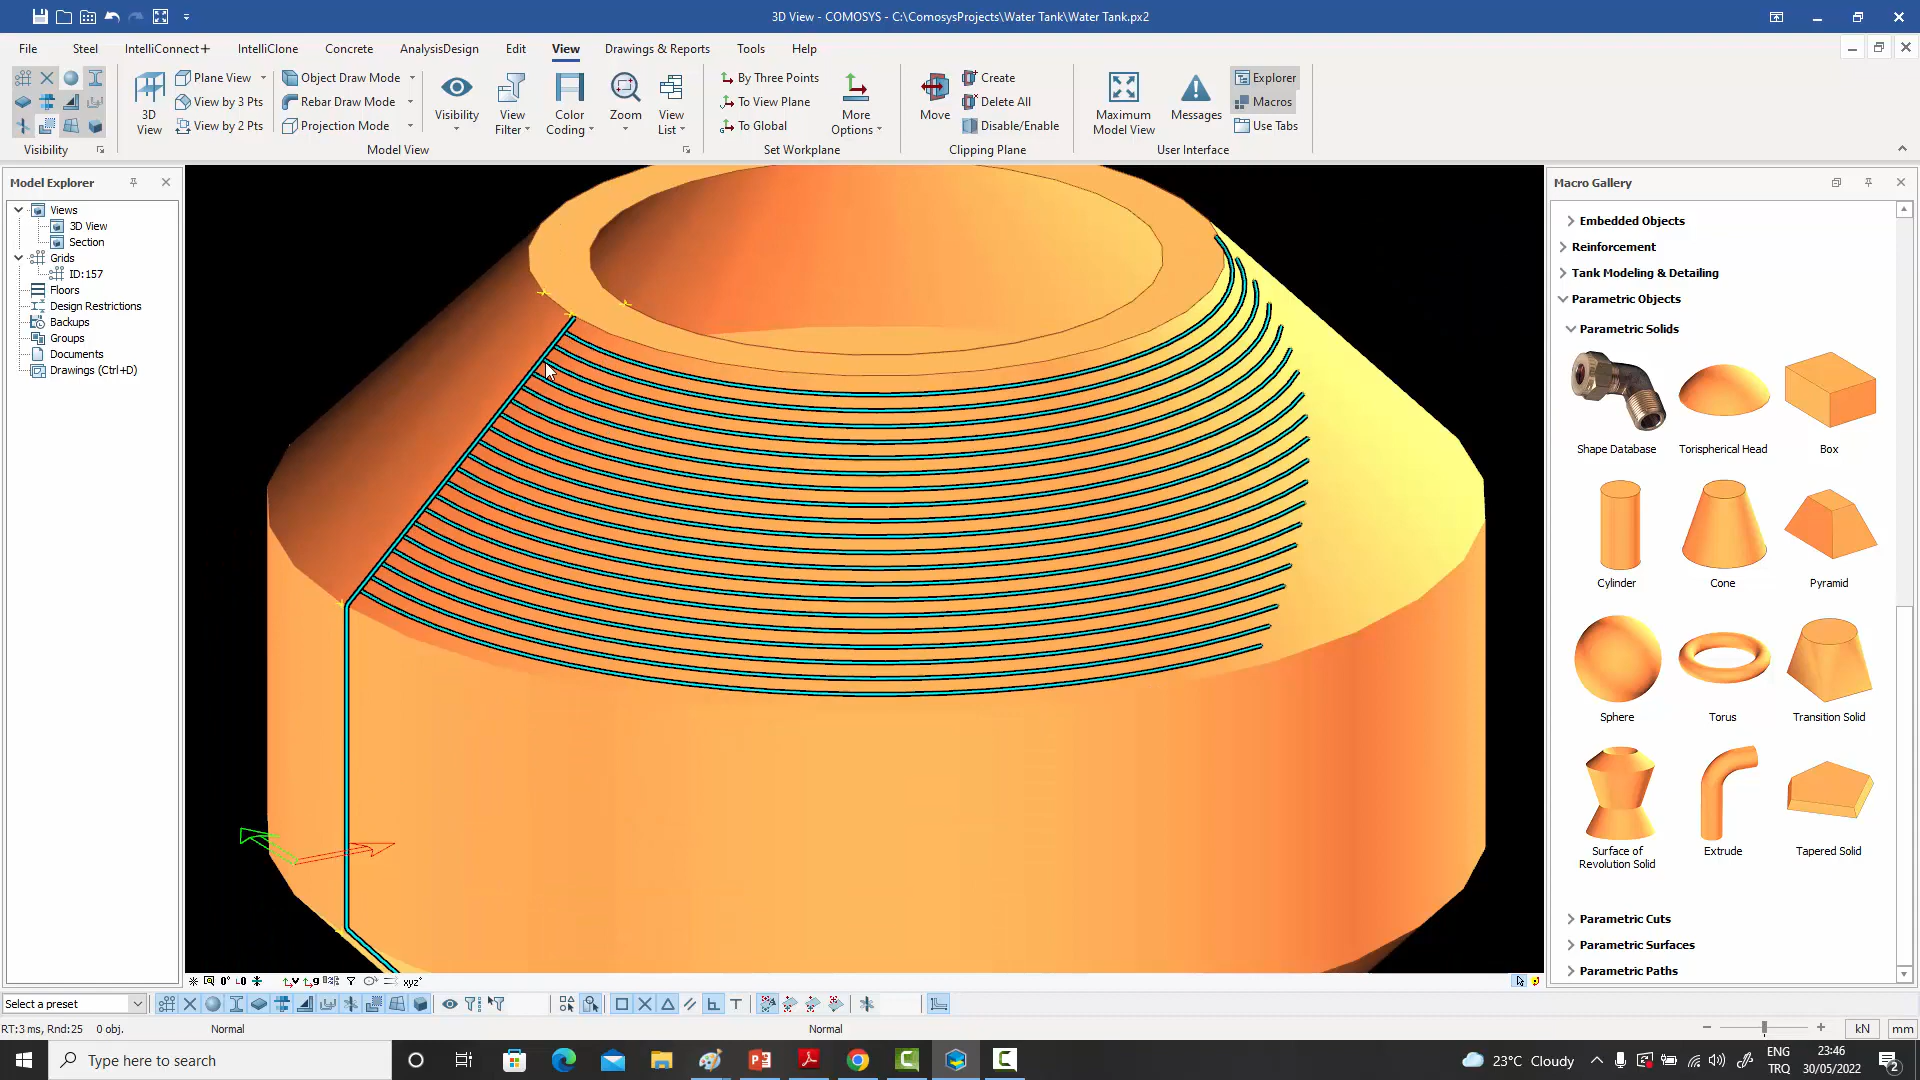 3D View - COMOSYS - C:\ComosysProjects\Water Tank\Water Tank.px2
File Steel IntelliConnect+ IntelliClone Concrete AnalysisDesign Edit View Drawings & Reports Tools Help
Visibility
3D View
Plane View
View by 3 Pts
View by 2 Pts
Object Draw Mode
Rebar Draw Mode
Projection Mode
Visibility
View Filter
Color Coding
Zoom
View List
Model View
By Three Points
To View Plane
To Global
More Options
Set Workplane
Move
Create
Delete All
Disable/Enable
Clipping Plane
Maximum Model View
Messages
Explorer
Macros
Use Tabs
User Interface
Model Explorer
Views
3D View
Section
Grids
ID:157
Floors
Design Restrictions
Backups
Groups
Documents
Drawings (Ctrl+D)
Macro Gallery
Embedded Objects
Reinforcement
Tank Modeling & Detailing
Parametric Objects
Parametric Solids
Shape Database Torispherical Head Box
Cylinder Cone Pyramid
Sphere Torus Transition Solid
Surface of Revolution Solid Extrude Tapered Solid
Parametric Cuts
Parametric Surfaces
Parametric Paths
xyz
Select a preset
RT:3 ms, Rnd:25 0 obj. Normal Normal kN mm
Type here to search
23°C Cloudy
ENG
TRQ
23:46
30/05/2022
2